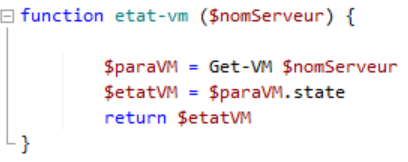 function etat-vm ($nomServeur) {
$paraVM = Get-VM $nomServeur
$etatVM = $paraVM.state
return $etatVM
}